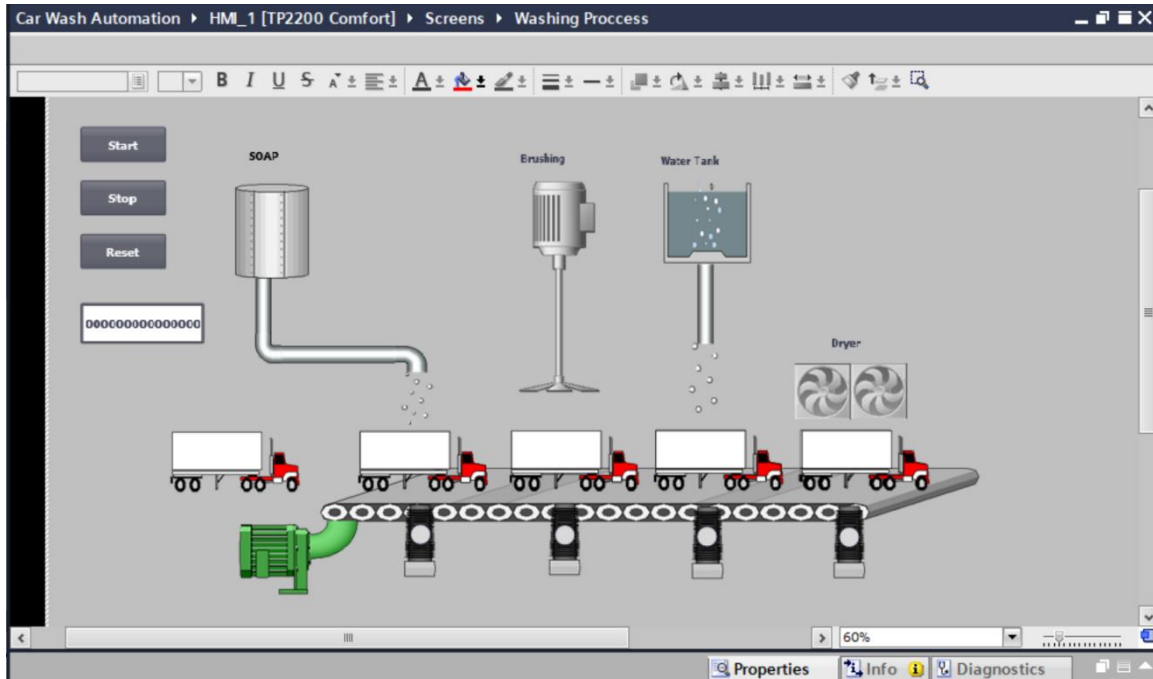 Car Wash Automation ▸ HMI_1 [TP2200 Comfort] ▸ Screens ▸ Washing Proccess
B I U S A A
Start
SOAP
Brushing
Water Tank
Stop
Reset
000000000000000
Dryer
60%
Properties Info Diagnostics